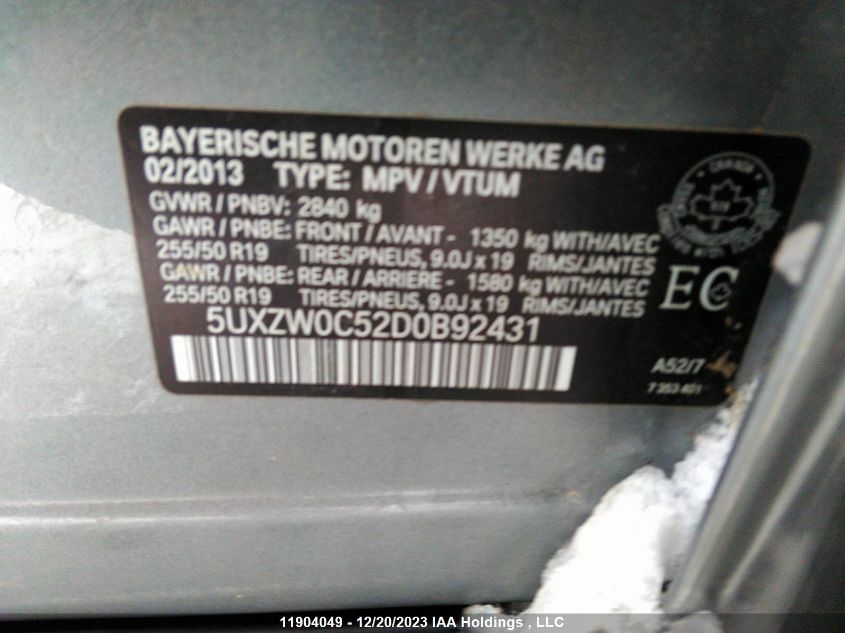 BAYERISCHE MOTOREN WERKE AG
02/2013 TYPE: MPV / VTUM
GVWR / PNBV: 2840 kg
GAWR / PNBE: FRONT / AVANT - 1350 kg WITH/AVEC
255/50 R19 TIRES/PNEUS, 9.0J x 19 RIMS/JANTES
GAWR / PNBE: REAR / ARRIERE - 1580 kg WITH/AVEC
255/50 R19 TIRES/PNEUS, 9.0J x 19 RIMS/JANTES
EC
5UXZW0C52D0B92431
A52/7
CANADA
11904049 - 12/20/2023 IAA Holdings , LLC